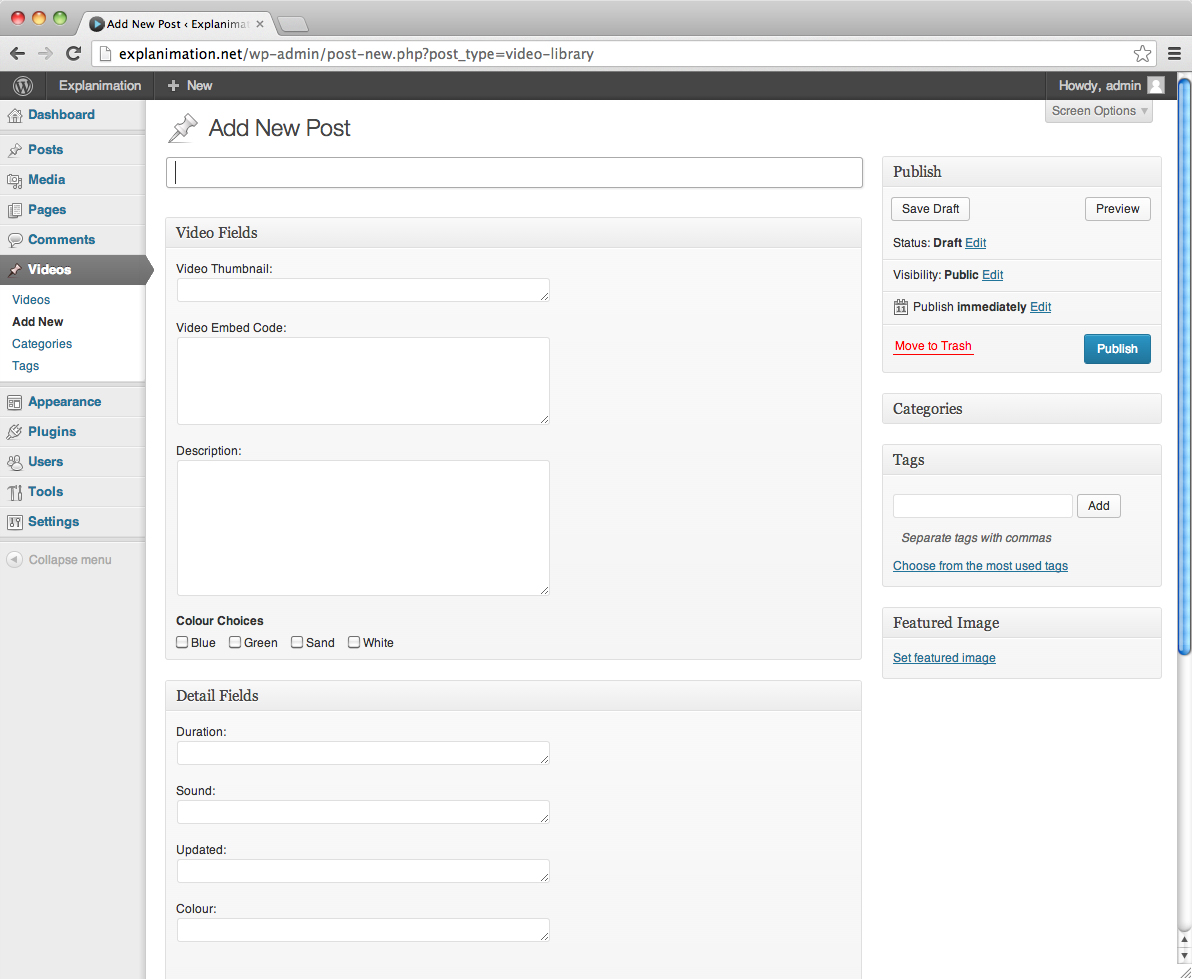 Add New Post ‹ Explanima
explanimation.net/wp-admin/post-new.php?post_type=video-library
Explanimation
+ New
Howdy, admin
Screen Options
Dashboard
Posts
Media
Pages
Comments
Videos
Videos
Add New
Categories
Tags
Appearance
Plugins
Users
Tools
Settings
Collapse menu
Add New Post
Video Fields
Video Thumbnail:
Video Embed Code:
Description:
Colour Choices
Blue Green Sand White
Detail Fields
Duration:
Sound:
Updated:
Colour:
Publish
Save Draft Preview
Status: Draft Edit
Visibility: Public Edit
11 Publish immediately Edit
Move to Trash Publish
Categories
Tags
Add
Separate tags with commas
Choose from the most used tags
Featured Image
Set featured image